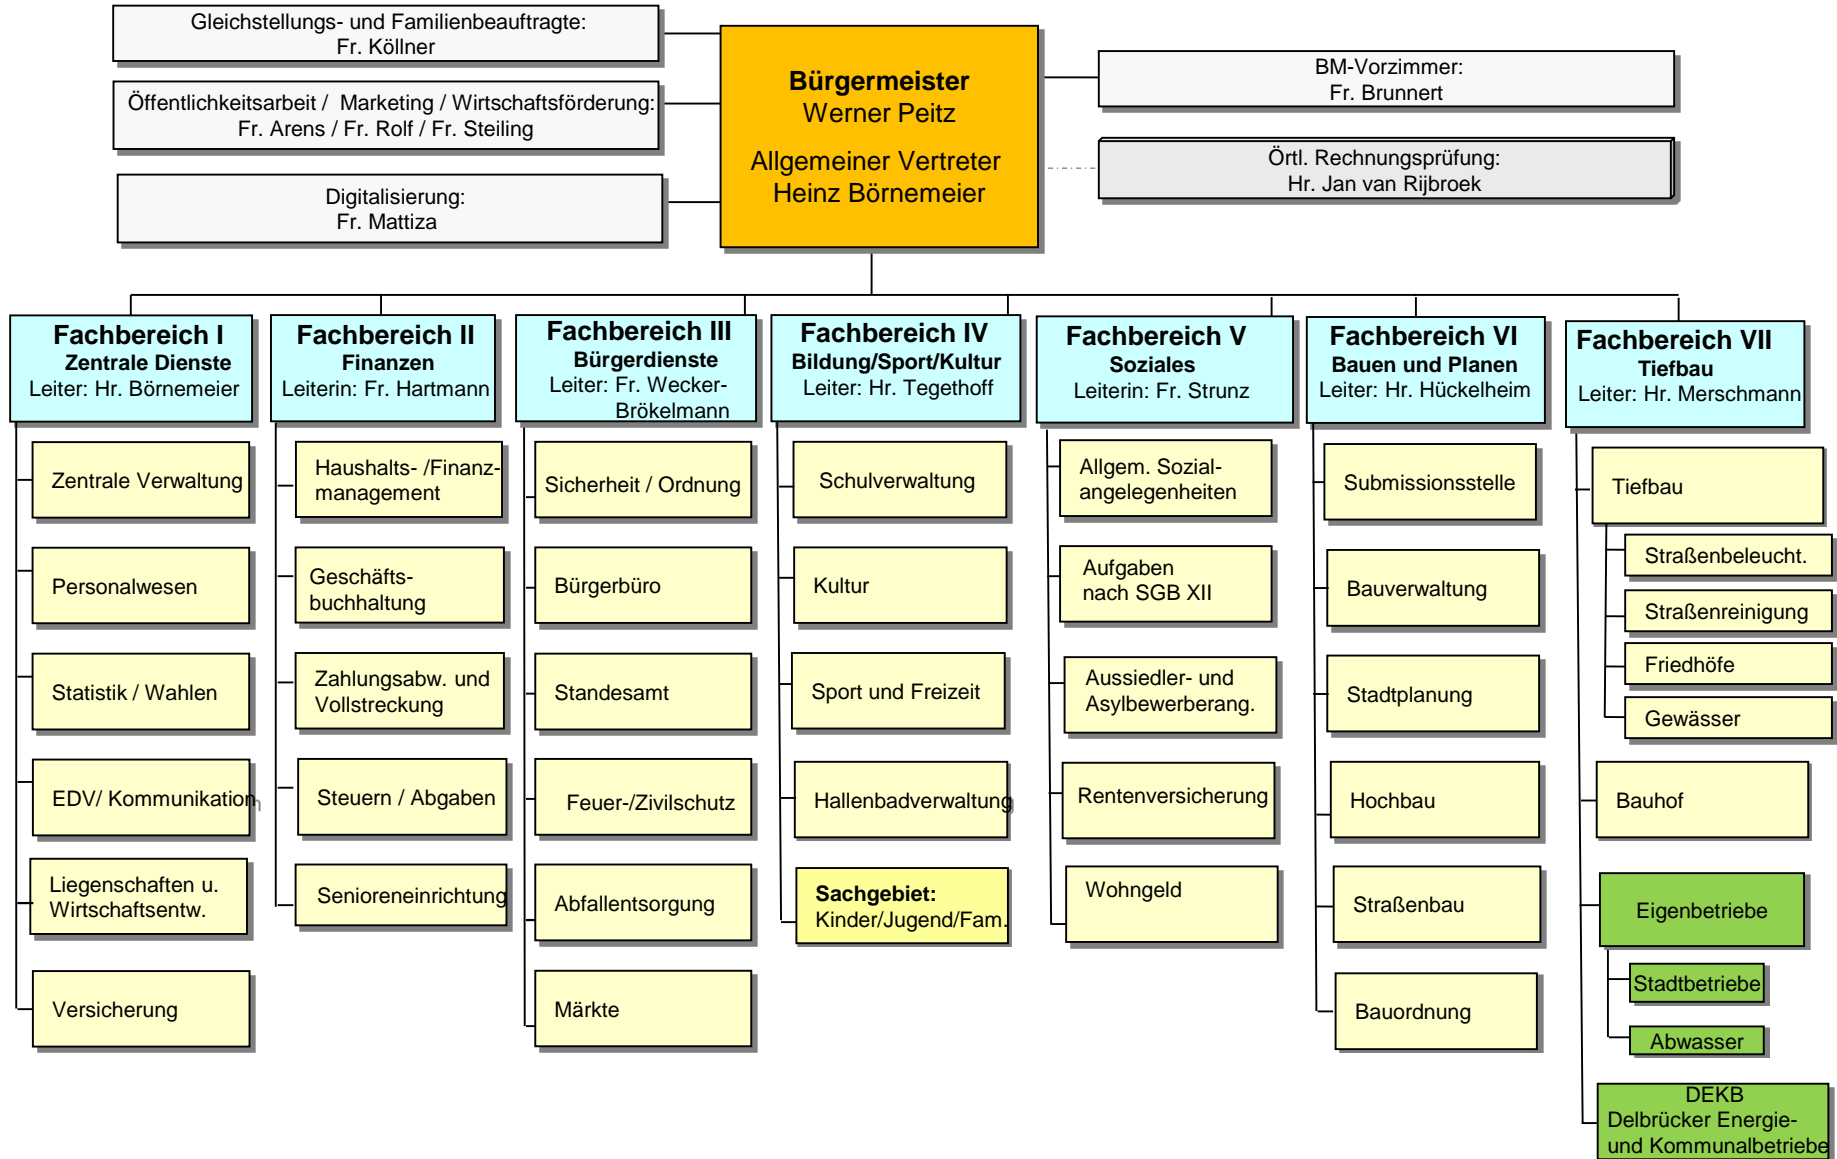 Gleichstellungs- und Familienbeauftragte:
Fr. Köllner
Öffentlichkeitsarbeit /  Marketing / Wirtschaftsförderung:
Fr. Arens / Fr. Rolf / Fr. Steiling
Digitalisierung:
Fr. Mattiza
Bürgermeister
Werner Peitz
Allgemeiner Vertreter
Heinz Börnemeier
BM-Vorzimmer:
Fr. Brunnert
Örtl. Rechnungsprüfung:
Hr. Jan van Rijbroek
Fachbereich I
Zentrale Dienste
Leiter: Hr. Börnemeier
Zentrale Verwaltung
Personalwesen
Statistik / Wahlen
EDV/ Kommunikation
Liegenschaften u.
Wirtschaftsentw.
Versicherung
Fachbereich II
Finanzen
Leiterin: Fr. Hartmann
Haushalts- /Finanz-
management
Geschäfts-
buchhaltung
Zahlungsabw. und
Vollstreckung
Steuern / Abgaben
Senioreneinrichtung
Fachbereich III
Bürgerdienste
Leiter: Fr. Wecker-
Brökelmann
Sicherheit / Ordnung
Bürgerbüro
Standesamt
Feuer-/Zivilschutz
Abfallentsorgung
Märkte
Fachbereich IV
Bildung/Sport/Kultur
Leiter: Hr. Tegethoff
Schulverwaltung
Kultur
Sport und Freizeit
Hallenbadverwaltung
Sachgebiet:
Kinder/Jugend/Fam.
Fachbereich V
Soziales
Leiterin: Fr. Strunz
Allgem. Sozial-
angelegenheiten
Aufgaben
nach SGB XII
Aussiedler- und
Asylbewerberang.
Rentenversicherung
Wohngeld
Fachbereich VI
Bauen und Planen
Leiter: Hr. Hückelheim
Submissionsstelle
Bauverwaltung
Stadtplanung
Hochbau
Straßenbau
Bauordnung
Fachbereich VII
Tiefbau
Leiter: Hr. Merschmann
Tiefbau
Straßenbeleucht.
Straßenreinigung
Friedhöfe
Gewässer
Bauhof
Eigenbetriebe
Stadtbetriebe
Abwasser
DEKB
Delbrücker Energie-
und Kommunalbetriebe